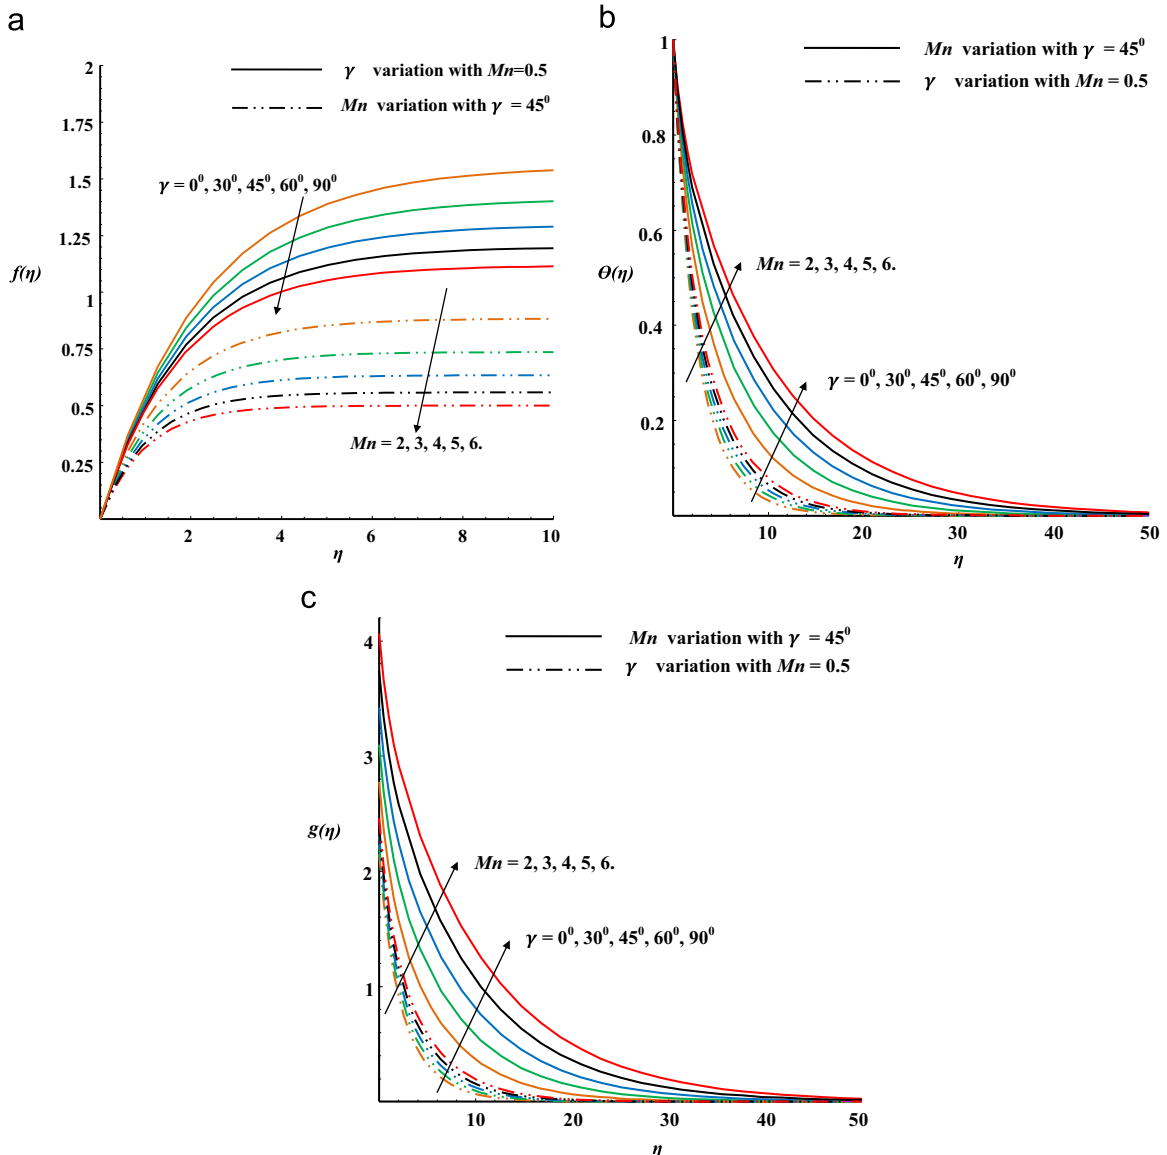 a
2
1.75
1.5
1.25
1
0.75
0.5
0.25
f(η)
γ variation with Mn=0.5
Mn variation with γ = 45⁰
γ = 0⁰, 30⁰, 45⁰, 60⁰, 90⁰
Mn = 2, 3, 4, 5, 6.
2 4 6 8 10
η
b
1
0.8
0.6
0.4
0.2
Θ(η)
Mn variation with γ = 45⁰
γ variation with Mn = 0.5
Mn = 2, 3, 4, 5, 6.
γ = 0⁰, 30⁰, 45⁰, 60⁰, 90⁰
10 20 30 40 50
η
c
4
3
2
1
g(η)
Mn variation with γ = 45⁰
γ variation with Mn = 0.5
Mn = 2, 3, 4, 5, 6.
γ = 0⁰, 30⁰, 45⁰, 60⁰, 90⁰
10 20 30 40 50
η